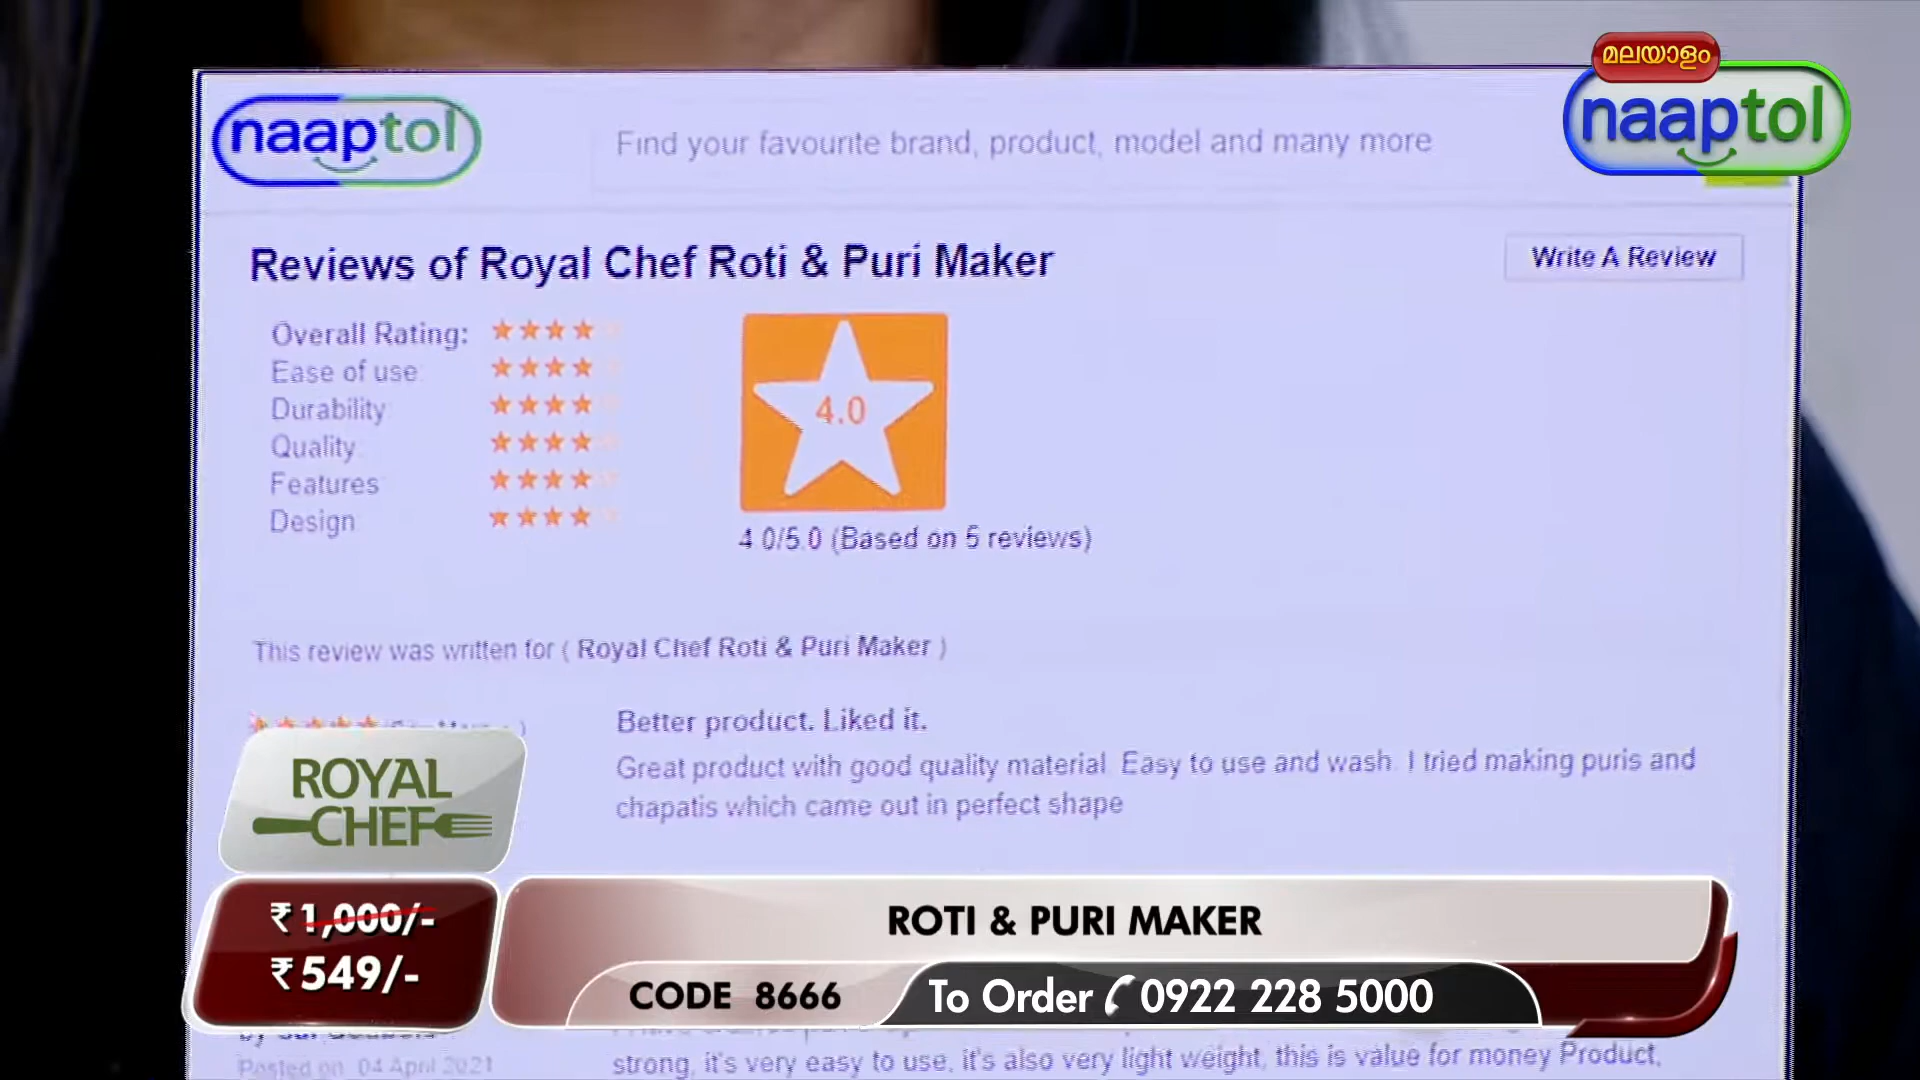 മലയാളം
naaptol
naaptol
Find your favourite brand, product, model and many more
Reviews of Royal Chef Roti & Puri Maker
Write A Review
Overall Rating:
Ease of use
Durability
Quality
Features
Design
4.0
4.0/5.0 (Based on 5 reviews)
This review was written for ( Royal Chef Roti & Puri Maker )
Better product. Liked it.
Great product with good quality material. Easy to use and wash. I tried making puris and
chapatis which came out in perfect shape
ROYAL
CHEF
₹ 1,000/-
₹ 549/-
ROTI & PURI MAKER
CODE 8666
To Order 0922 228 5000
Posted on 04 April 2021
strong, it's very easy to use, it's also very light weight, this is value for money Product,